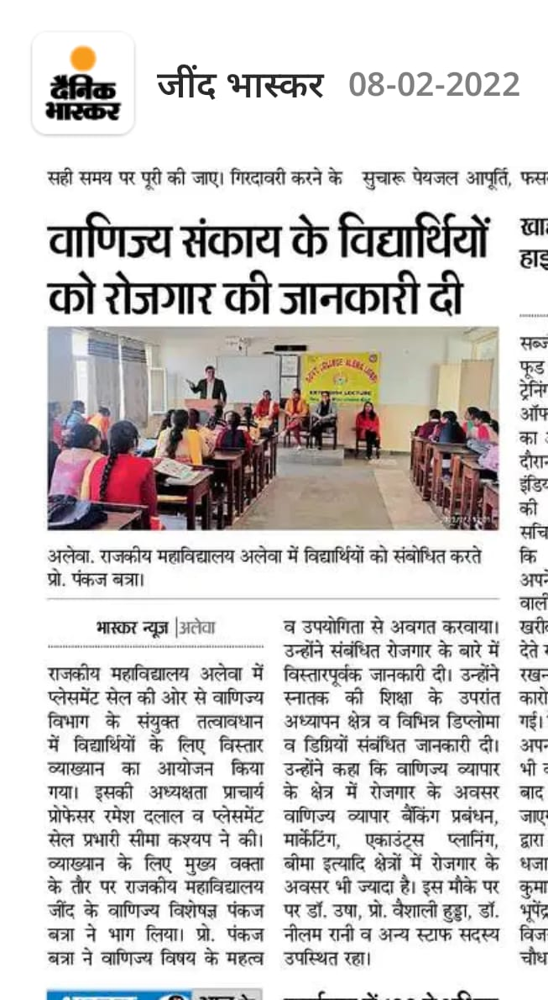 दैनिक
भास्कर
जींद भास्कर 08-02-2022
सही समय पर पूरी की जाए। गिरदावरी करने के
सुचारू पेयजल आपूर्ति,
वाणिज्य संकाय के विद्यार्थियों
को रोजगार की जानकारी दी
GOVT. COLLEGE ALEWA (JIND)
EXTENSION LECTURE
अलेवा. राजकीय महाविद्यालय अलेवा में विद्यार्थियों को संबोधित करते
प्रो. पंकज बत्रा।
भास्कर न्यूज |अलेवा
राजकीय महाविद्यालय अलेवा में
प्लेसमेंट सेल की ओर से वाणिज्य
विभाग के संयुक्त तत्वावधान
में विद्यार्थियों के लिए विस्तार
व्याख्यान का आयोजन किया
गया। इसकी अध्यक्षता प्राचार्य
प्रोफेसर रमेश दलाल व प्लेसमेंट
सेल प्रभारी सीमा कश्यप ने की।
व्याख्यान के लिए मुख्य वक्ता
के तौर पर राजकीय महाविद्यालय
जींद के वाणिज्य विशेषज्ञ पंकज
बत्रा ने भाग लिया। प्रो. पंकज
बत्रा ने वाणिज्य विषय के महत्व
व उपयोगिता से अवगत करवाया।
उन्होंने संबंधित रोजगार के बारे में
विस्तारपूर्वक जानकारी दी। उन्होंने
स्नातक की शिक्षा के उपरांत
अध्यापन क्षेत्र व विभिन्न डिप्लोमा
व डिग्रियों संबंधित जानकारी दी।
उन्होंने कहा कि वाणिज्य व्यापार
के क्षेत्र में रोजगार के अवसर
वाणिज्य व्यापार बैंकिंग प्रबंधन,
मार्केटिंग, एकाउंट्स प्लानिंग,
बीमा इत्यादि क्षेत्रों में रोजगार के
अवसर भी ज्यादा है। इस मौके पर
पर डॉ. उषा, प्रो. वैशाली हुड्डा, डॉ.
नीलम रानी व अन्य स्टाफ सदस्य
उपस्थित रहा।
फूड
का
दौरान
की
कि
वाली
देते
रखन
गई।
भी
बाद
द्वारा